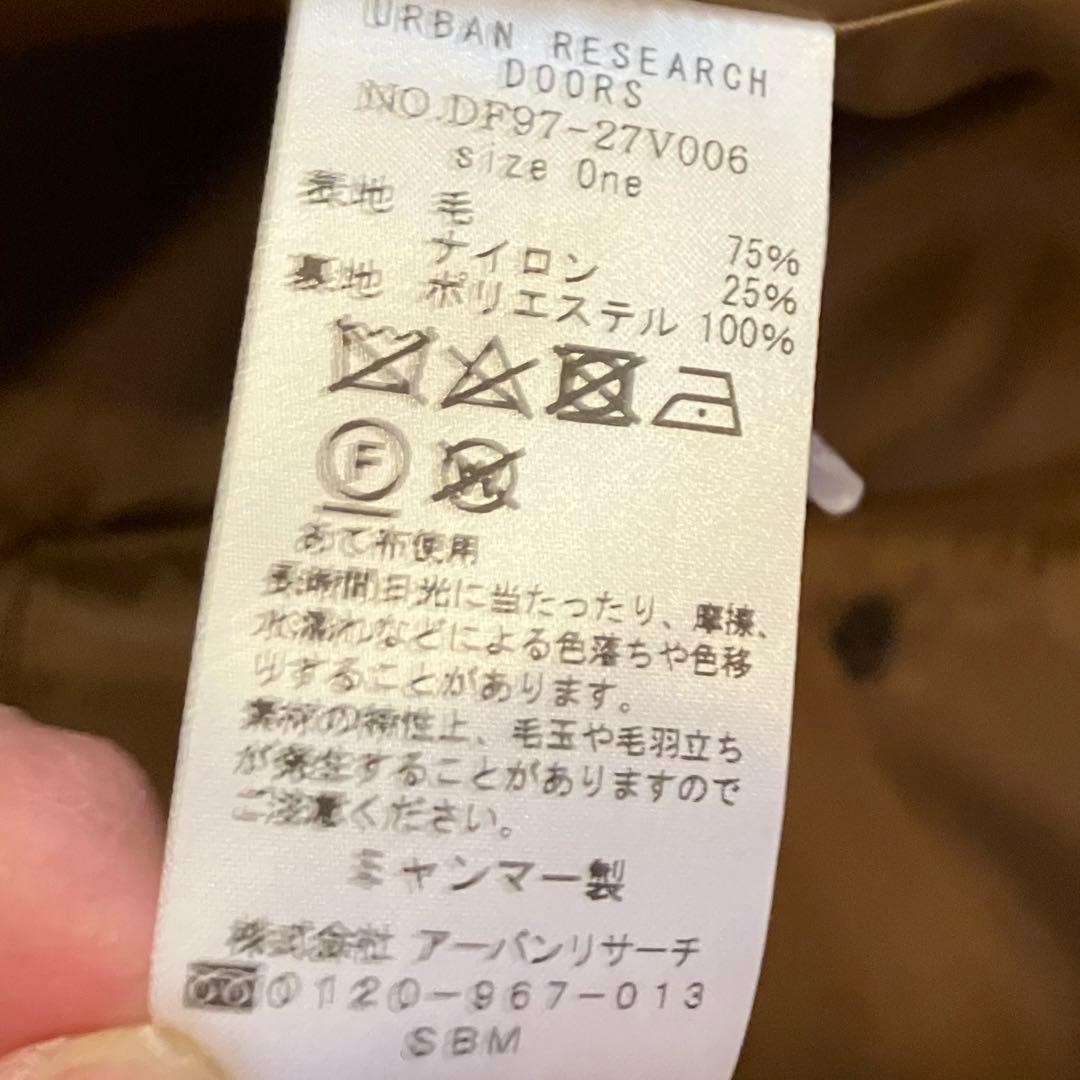 URBAN RESEARCH
DOORS
NO.DF97-27V006
size One
表地 毛 75%
ナイロン 25%
裏地 ポリエステル 100%
F
W
あて布使用
長時間日光に当たったり、摩擦、
水濡れなどによる色落ちや色移
りすることがあります。
素材の特性上、毛玉や毛羽立ち
が発生することがありますので
ご注意ください。
ミャンマー製
株式会社 アーバンリサーチ
0120-967-013
SBM